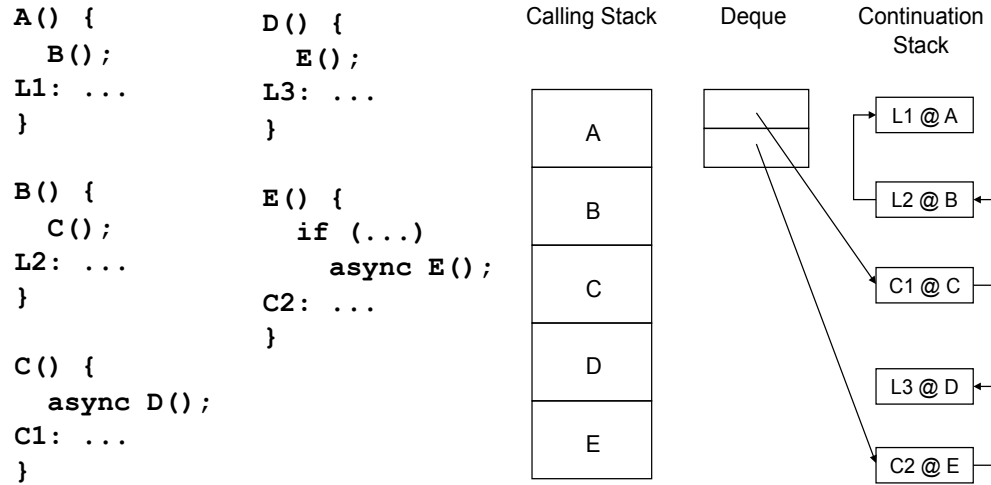 A() {
  B();
L1: ...
}
B() {
  C();
L2: ...
}
C() {
  async D();
C1: ...
}
D() {
  E();
L3: ...
}
E() {
  if (...)
    async E();
C2: ...
}
Calling Stack
A
B
C
D
E
Deque
Continuation
Stack
L1 @ A
L2 @ B
C1 @ C
L3 @ D
C2 @ E